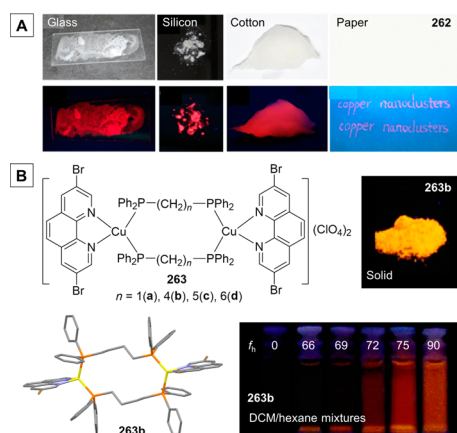 A
Glass
Silicon
Cotton
Paper
262
copper nanoclusters
copper nanoclusters
B
Br
Br
Ph2P—(CH2)n—PPh2
N
N
Cu
Cu
N
N
(ClO4)2
Ph2P—(CH2)n—PPh2
Br
Br
263
n = 1(a), 4(b), 5(c), 6(d)
263b
Solid
fh
0
66
69
72
75
90
263b
DCM/hexane mixtures
263b